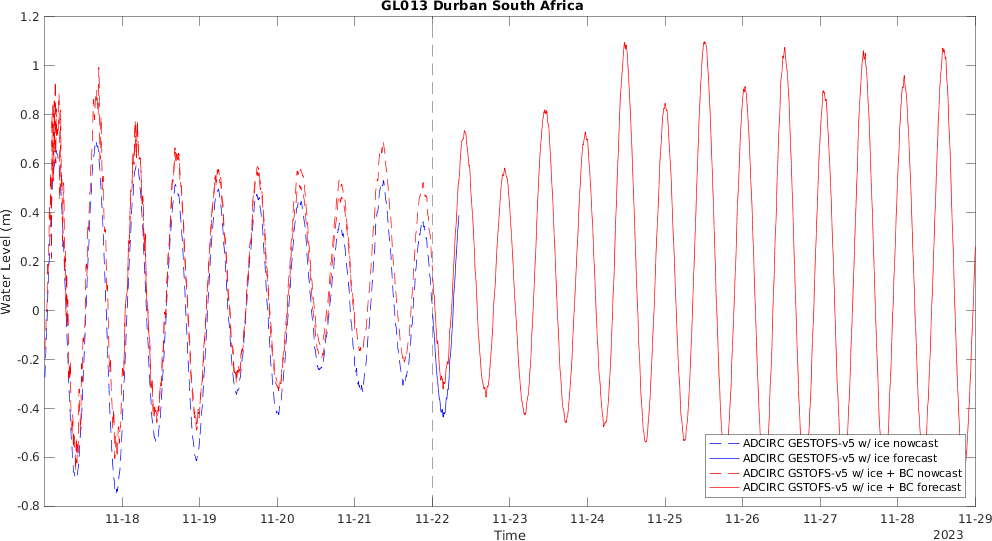 GL013 Durban South Africa
Water Level (m)
1.2
1
0.8
0.6
0.4
0.2
0
-0.2
-0.4
-0.6
-0.8
ADCIRC GESTOFS-v5 w/ ice nowcast
ADCIRC GESTOFS-v5 w/ ice forecast
ADCIRC GSTOFS-v5 w/ ice + BC nowcast
ADCIRC GSTOFS-v5 w/ ice + BC forecast
11-18 11-19 11-20 11-21 11-22 11-23 11-24 11-25 11-26 11-27 11-28 11-29
Time
2023